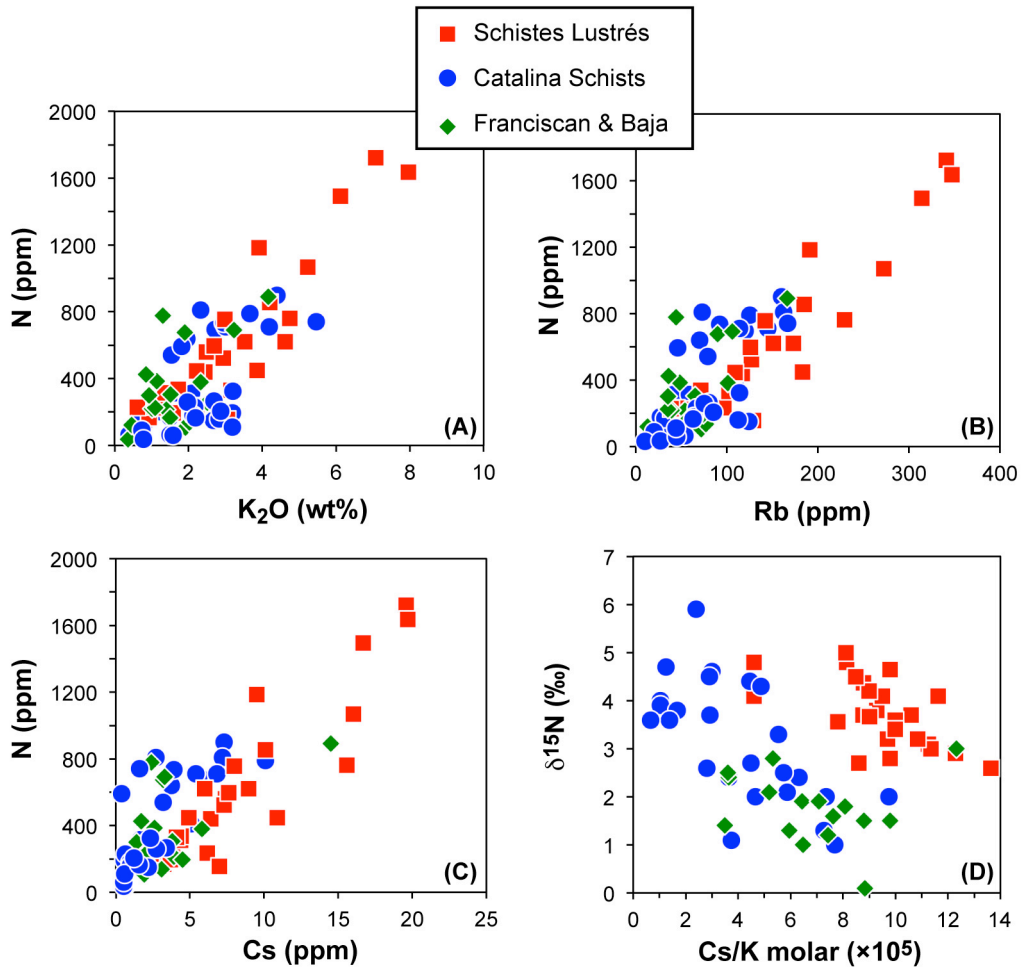 Schistes Lustrés
Catalina Schists
Franciscan & Baja
2000
1600
1200
800
400
0
N (ppm)
0 2 4 6 8 10
K₂O (wt%)
(A)
1600
1200
800
400
0
N (ppm)
0 100 200 300 400
Rb (ppm)
(B)
2000
1600
1200
800
400
0
N (ppm)
0 5 10 15 20 25
Cs (ppm)
(C)
7
6
5
4
3
2
1
0
δ¹⁵N (‰)
0 2 4 6 8 10 12 14
Cs/K molar (×10⁵)
(D)